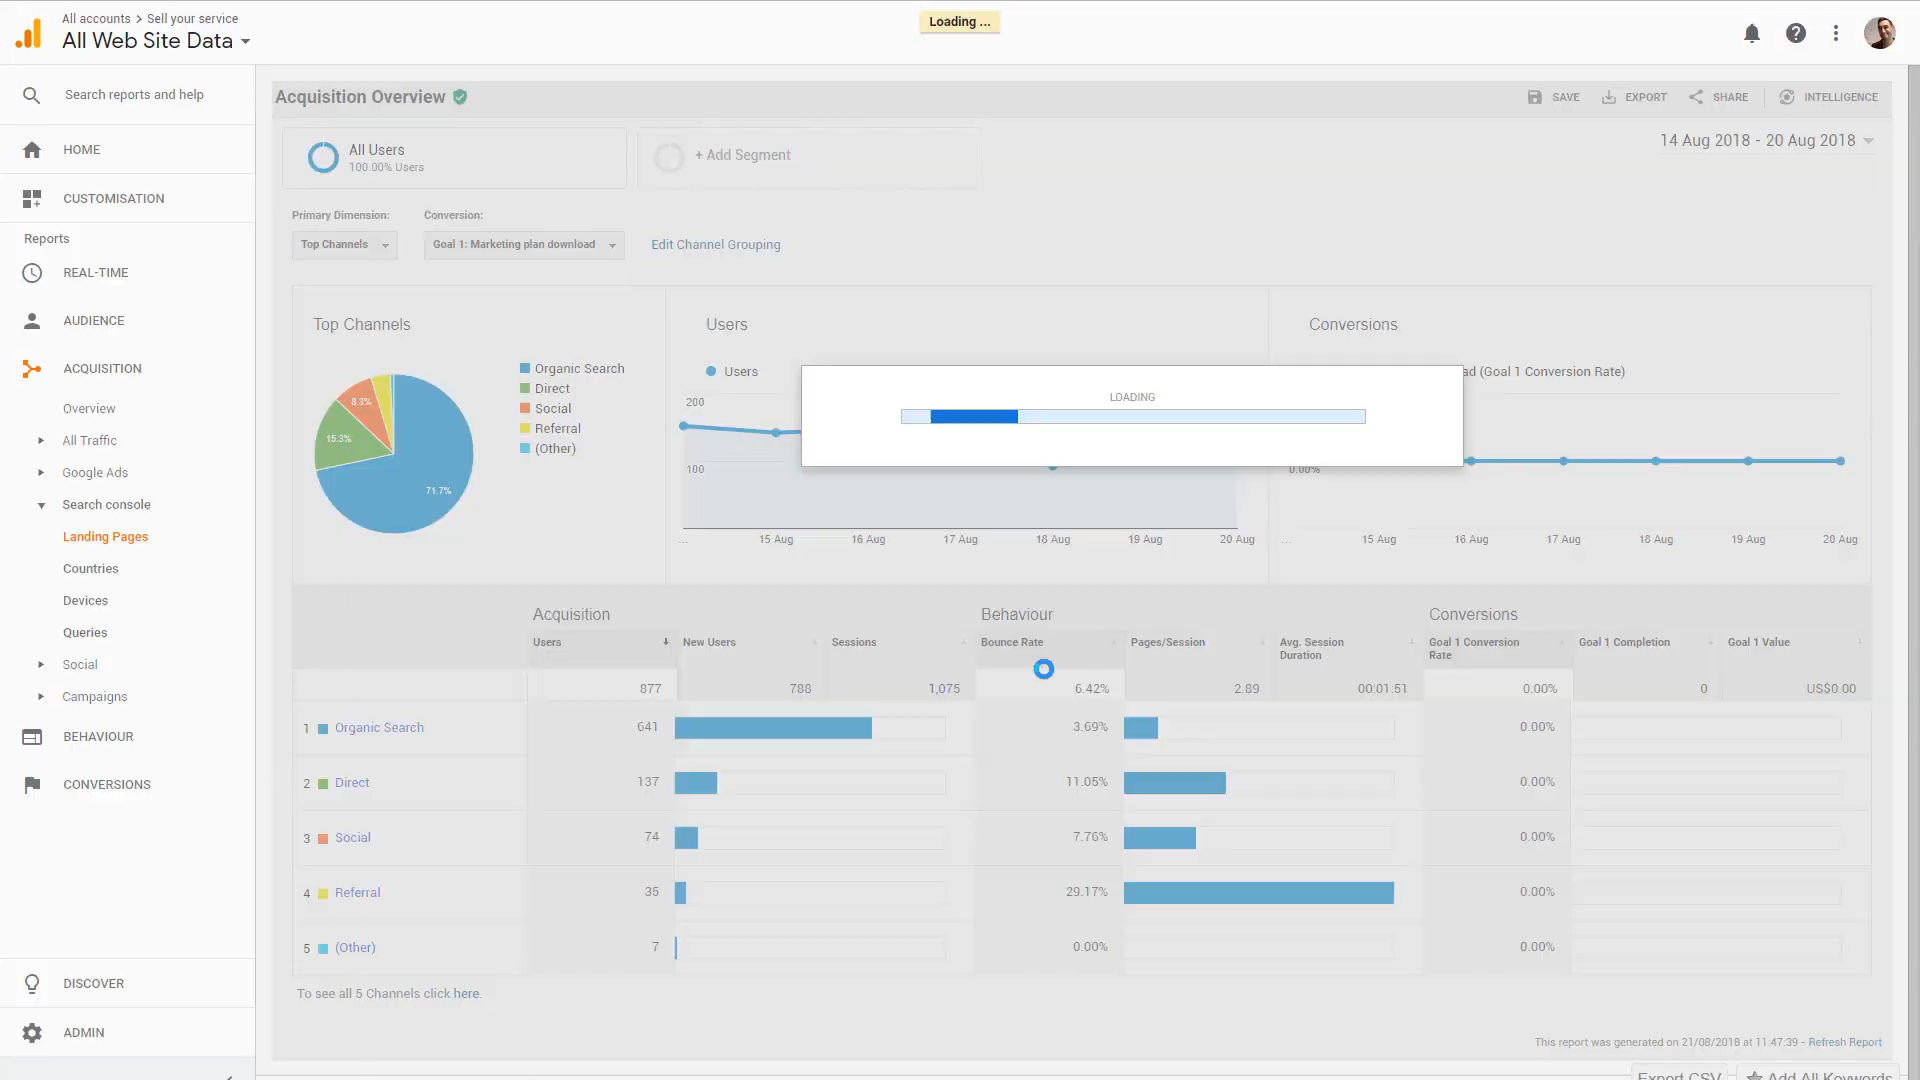 All accounts > Sell your service
All Web Site Data
Loading ...
Search reports and help
HOME
CUSTOMISATION
Reports
REAL-TIME
AUDIENCE
ACQUISITION
Overview
All Traffic
Google Ads
Search console
Landing Pages
Countries
Devices
Queries
Social
Campaigns
BEHAVIOUR
CONVERSIONS
DISCOVER
ADMIN
Acquisition Overview
SAVE EXPORT SHARE INTELLIGENCE
All Users
100.00% Users
+ Add Segment
14 Aug 2018 - 20 Aug 2018
Primary Dimension: Conversion:
Top Channels Goal 1: Marketing plan download Edit Channel Grouping
Top Channels
Organic Search
Direct
Social
Referral
(Other)
8.3%
15.3%
71.7%
Users
Users
200
100
... 15 Aug 16 Aug 17 Aug 18 Aug 19 Aug 20 Aug
LOADING
Conversions
ad (Goal 1 Conversion Rate)
0.00%
... 15 Aug 16 Aug 17 Aug 18 Aug 19 Aug 20 Aug
Acquisition Behaviour Conversions
Users New Users Sessions Bounce Rate Pages/Session Avg. Session Duration Goal 1 Conversion Rate Goal 1 Completion Goal 1 Value
877 788 1,075 6.42% 2.89 00:01:51 0.00% 0 US$0.00
1 Organic Search 641 3.69% 0.00%
2 Direct 137 11.05% 0.00%
3 Social 74 7.76% 0.00%
4 Referral 35 29.17% 0.00%
5 (Other) 7 0.00% 0.00%
To see all 5 Channels click here.
This report was generated on 21/08/2018 at 11:47:39 - Refresh Report
Export CSV Add All Keywords